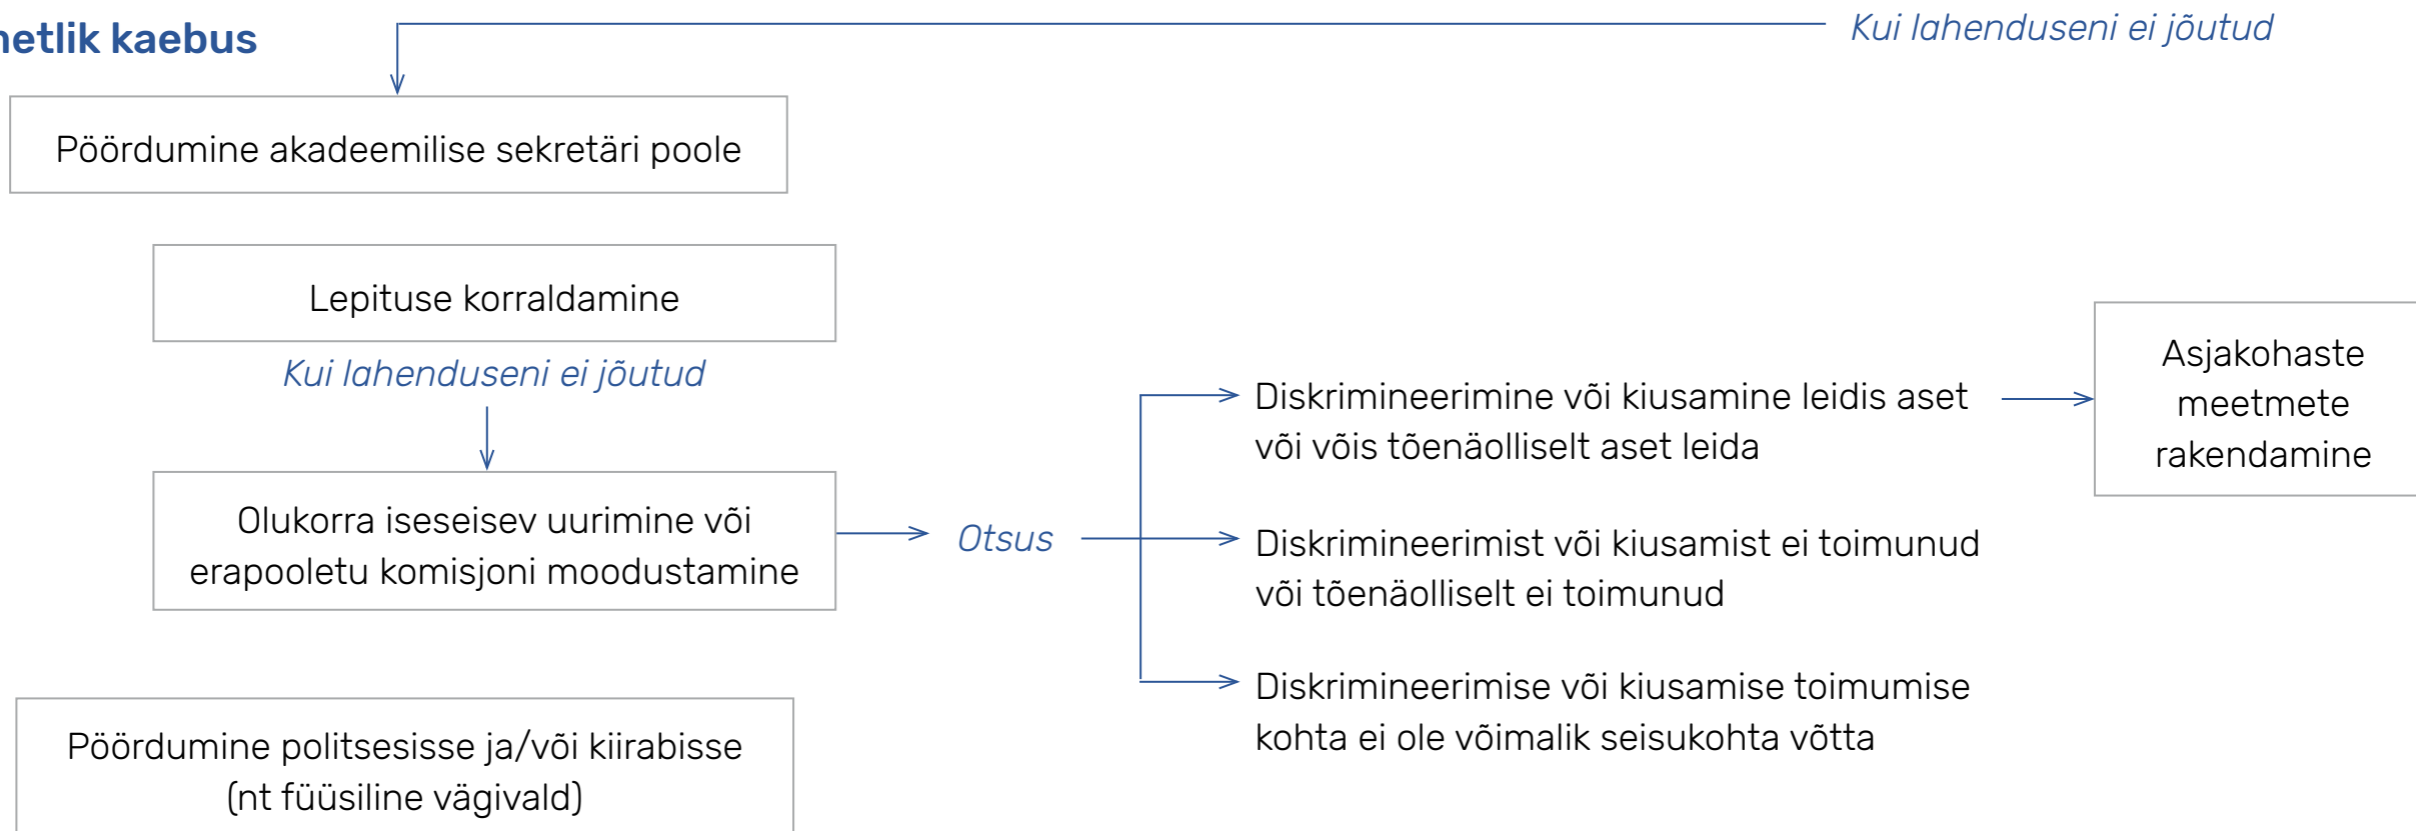 netlik kaebus
Kui lahenduseni ei jõutud
Pöördumine akadeemilise sekretäri poole
Lepituse korraldamine
Kui lahenduseni ei jõutud
Olukorra iseseisev uurimine või
erapooletu komisjoni moodustamine
Otsus
Diskrimineerimine või kiusamine leidis aset
või võis tõenäolliselt aset leida
Asjakohaste
meetmete
rakendamine
Diskrimineerimist või kiusamist ei toimunud
või tõenäolliselt ei toimunud
Diskrimineerimise või kiusamise toimumise
kohta ei ole võimalik seisukohta võtta
Pöördumine politsesisse ja/või kiirabisse
(nt füüsiline vägivald)